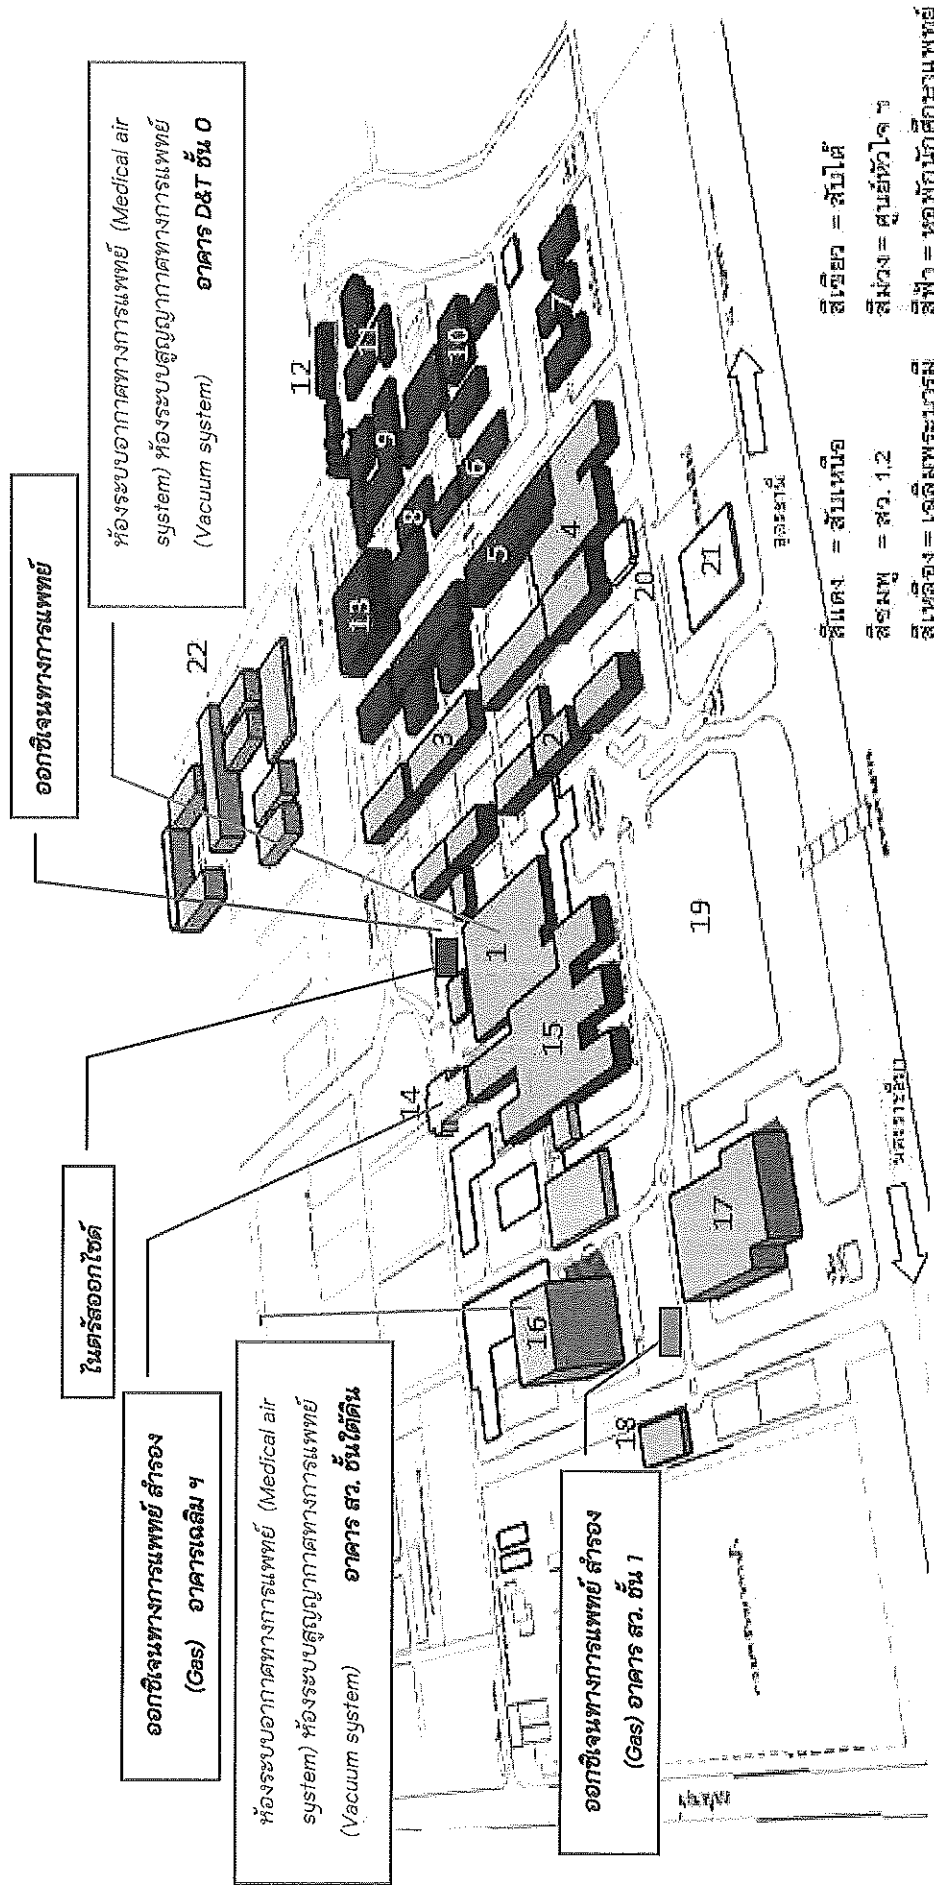 ออกซิเจนทางการแพทย์ สำรอง
(Gas) อาคารเฉลิม ฯ
ไนตรัสออกไซด์
ออกซิเจนทางการแพทย์
ห้องระบบอากาศทางการแพทย์ (Medical air
system) ห้องระบบสูญญากาศทางการแพทย์
(Vacuum system) อาคาร D&T ชั้น 0
ห้องระบบอากาศทางการแพทย์ (Medical air
system) ห้องระบบสูญญากาศทางการแพทย์
(Vacuum system) อาคาร สว. ชั้นใต้ดิน
ออกซิเจนทางการแพทย์ สำรอง
(Gas) อาคาร สว. ชั้น 1
22
12
11
13
9
10
8
6
7
5
4
3
2
1
14
15
16
17
18
19
20
21
อุดรธานี
สีแดง = สับเหนือ
สีเขียว = สับใต้
สีชมพู = สว. 1.2
สีม่วง = ศูนย์หัวใจ ฯ
สีเหลือง = เฉลิมพระบารมี
สีฟ้า = หอพักนักศึกษาแพทย์